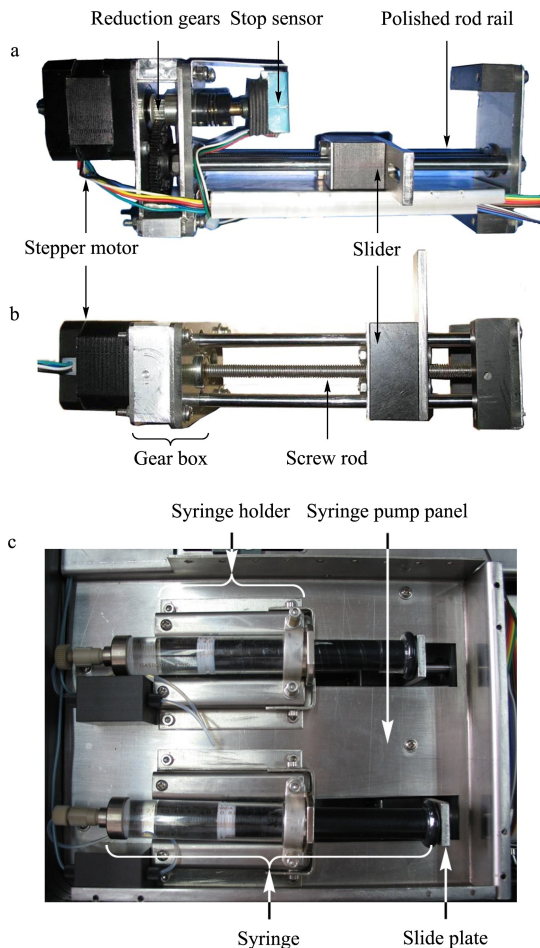 Reduction gears Stop sensor Polished rod rail
a
Stepper motor Slider
b
Gear box Screw rod
Syringe holder Syringe pump panel
c
Syringe Slide plate